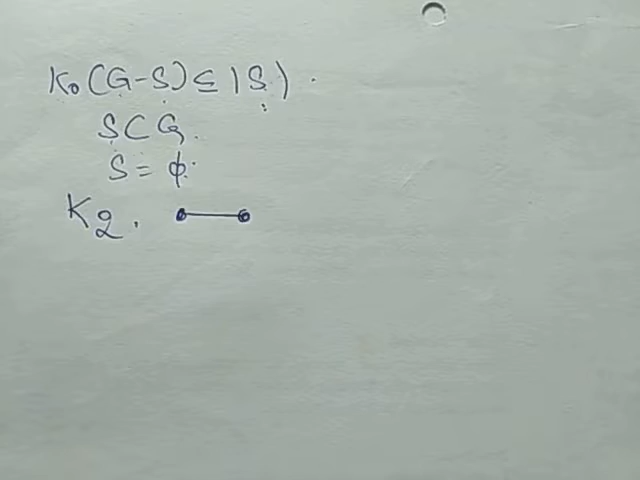 K₀(G-S) ≤ |S|.
S ⊂ G.
S = ϕ.
K₂.